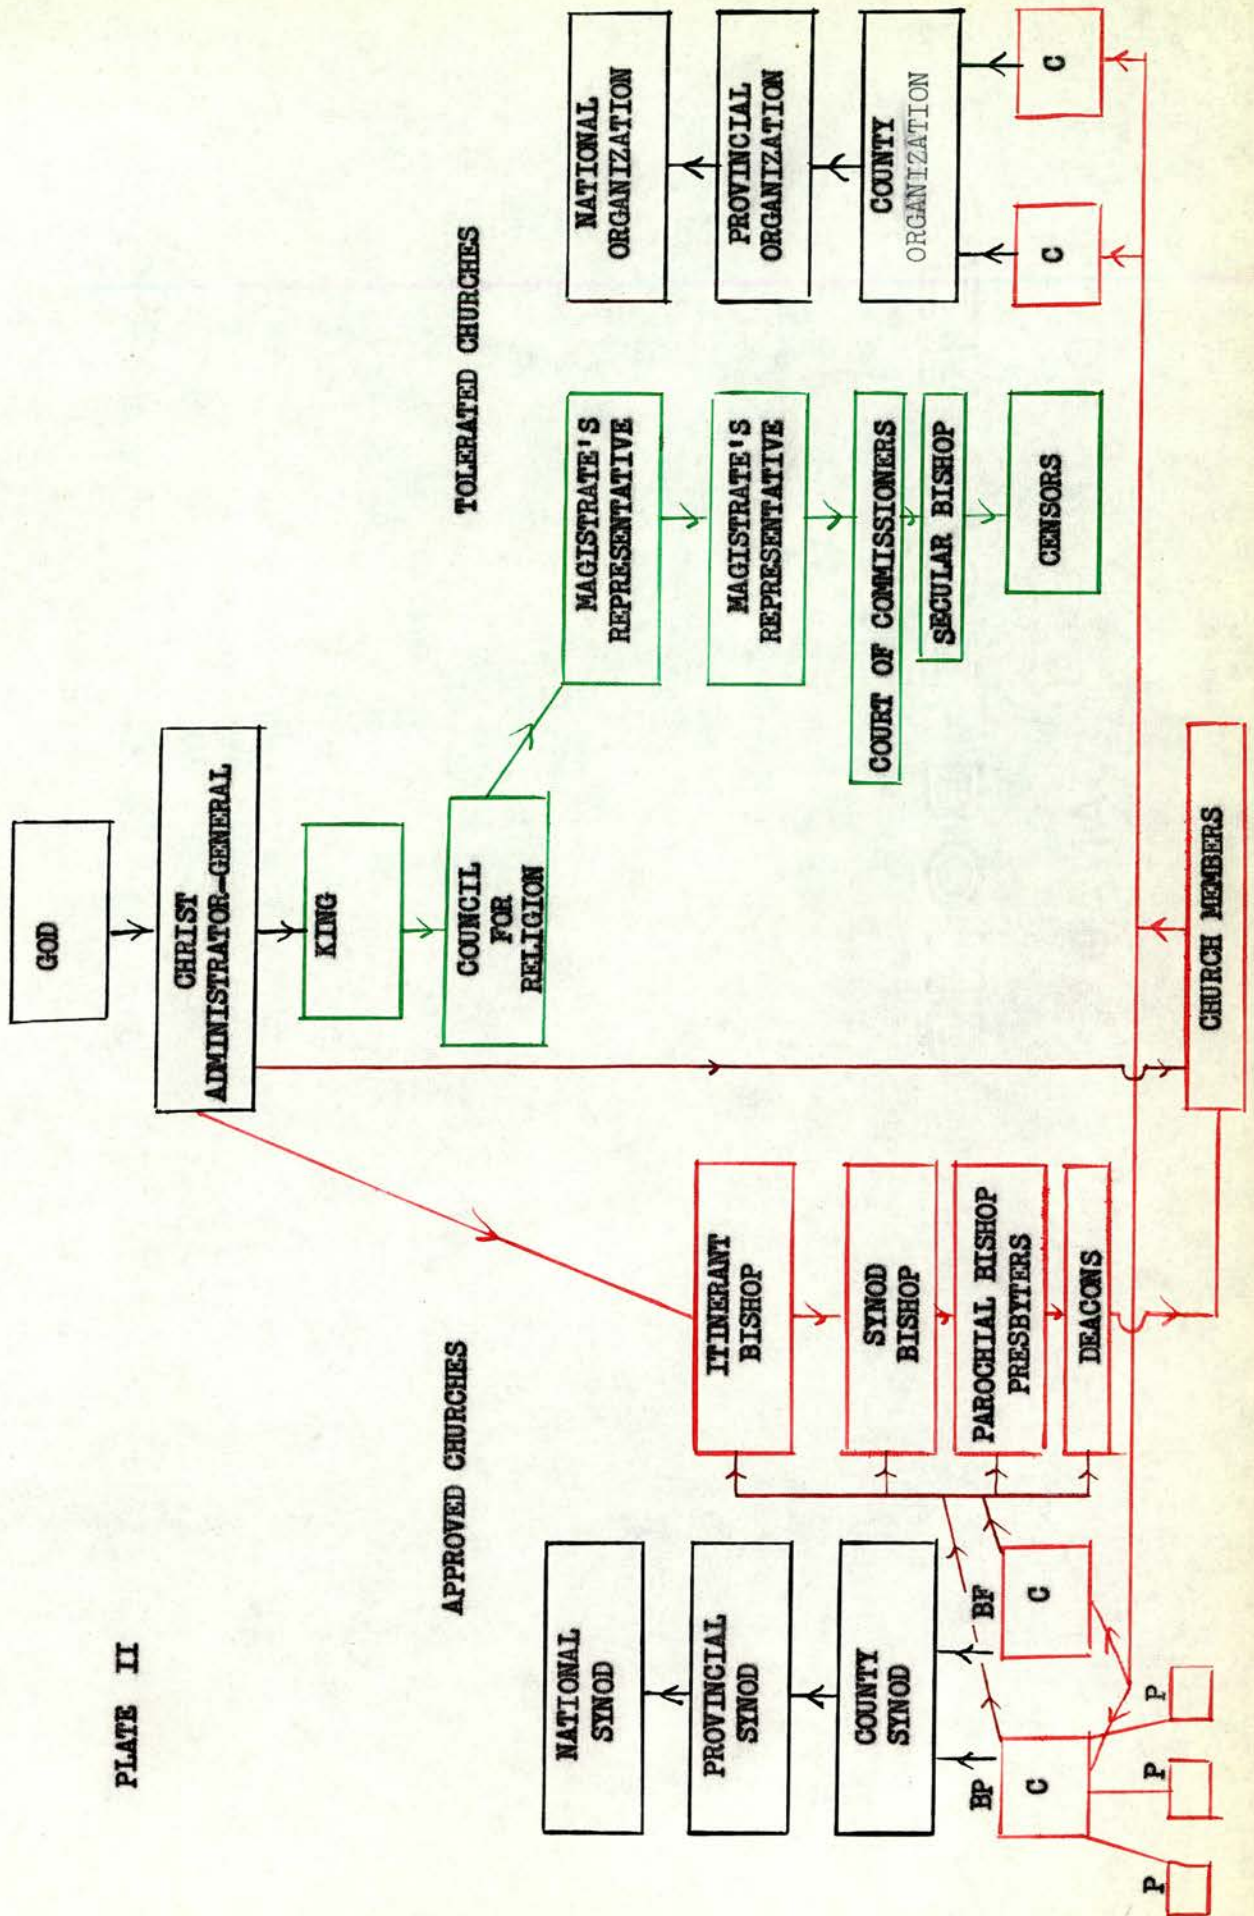 PLATE II
GOD
CHRIST
ADMINISTRATOR-GENERAL
KING
COUNCIL
FOR
RELIGION
APPROVED CHURCHES
TOLERATED CHURCHES
NATIONAL
SYNOD
PROVINCIAL
SYNOD
COUNTY
SYNOD
BP
C
BF
C
P
P
P
ITINERANT
BISHOP
SYNOD
BISHOP
PAROCHIAL BISHOP
PRESBYTERS
DEACONS
CHURCH MEMBERS
MAGISTRATE'S
REPRESENTATIVE
MAGISTRATE'S
REPRESENTATIVE
COURT OF COMMISSIONERS
SECULAR BISHOP
CENSORS
NATIONAL
ORGANIZATION
PROVINCIAL
ORGANIZATION
COUNTY
ORGANIZATION
C
C